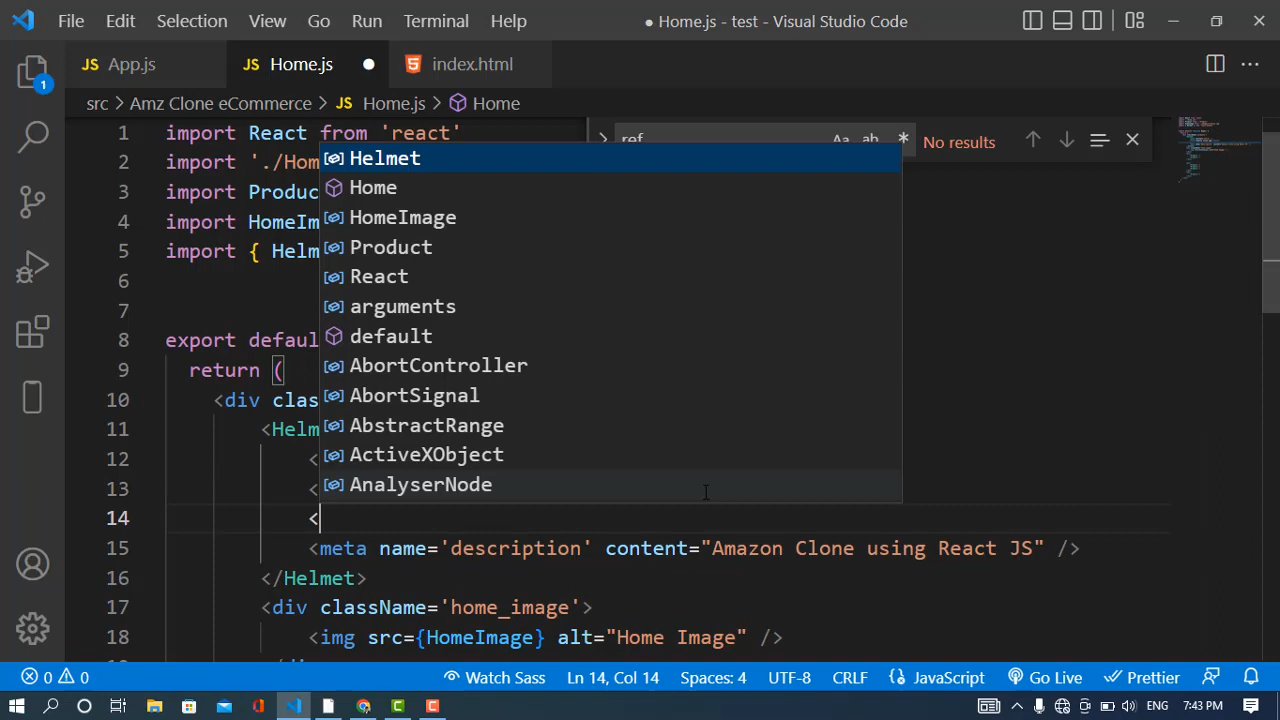 File Edit Selection View Go Run Terminal Help ● Home.js - test - Visual Studio Code
JS App.js JS Home.js ● index.html
1
src > Amz Clone eCommerce > JS Home.js > Home
ref Aa ab No results
1 import React from 'react'
2 import './Hom
3 import Produc
4 import HomeIm
5 import { Helm
6
7
8 export defaul
9 return (
10 <div clas
11 <Helm
12 <
13 <
14 <
15 <meta name='description' content="Amazon Clone using React JS" />
16 </Helmet>
17 <div className='home_image'>
18 <img src={HomeImage} alt="Home Image" />
Helmet
Home
HomeImage
Product
React
arguments
default
AbortController
AbortSignal
AbstractRange
ActiveXObject
AnalyserNode
0 0 Watch Sass Ln 14, Col 14 Spaces: 4 UTF-8 CRLF JavaScript Go Live Prettier
ENG 7:43 PM